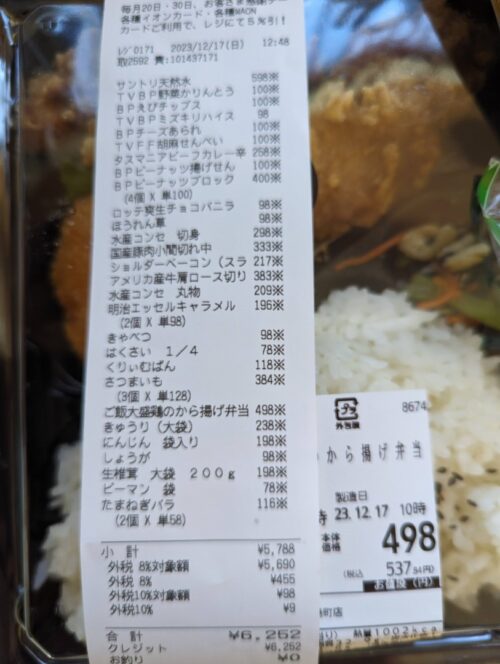 毎月20日・30日、お客さま感謝デー
各種イオンカード・各種WAON
カードご利用で、レジにて5%引!
レジ0171 2023/12/17(日) 12:48
取2592 責:101437171
サントリ天然水 598※
TVBP野菜かりんとう 100※
BPえびチップス 100※
TVBPミズキリハイス 98
BPチーズあられ 100※
TVFF胡麻せんべい 100※
タスマニアビーフカレー辛 258※
BPピーナッツ揚げせん 100※
BPピーナッツブロック 400※
(4個 X 単100)
ロッテ爽生チョコバニラ 98※
ほうれん草 98※
水産コンセ 切身 298※
国産豚肉小間切れ中 333※
ショルダーベーコン(スラ 217※
アメリカ産牛肩ロース切り 383※
水産コンセ 丸物 209※
明治エッセルキャラメル 196※
(2個 X 単98)
きゃべつ 98※
はくさい 1/4 78※
くりぃむぱん 118※
さつまいも 384※
(3個 X 単128)
ご飯大盛鶏のから揚げ弁当 498※
きゅうり(大袋) 238※
にんじん 袋入り 198※
しょうが 98※
生椎茸 大袋 200g 198※
ピーマン 袋 78※
たまねぎバラ 116※
(2個 X 単58)
小 計 ¥5,788
外税 8%対象額 ¥5,690
外税 8% ¥455
外税10%対象額 ¥98
外税10% ¥9
合 計 ¥6,252
クレジット ¥6,252
お釣り ¥0
プラ
外包装
8674
から揚げ弁当
製造日
23.12.17 10時
本体
価格 498
(税込 537.84円)
お値段(円)
町店